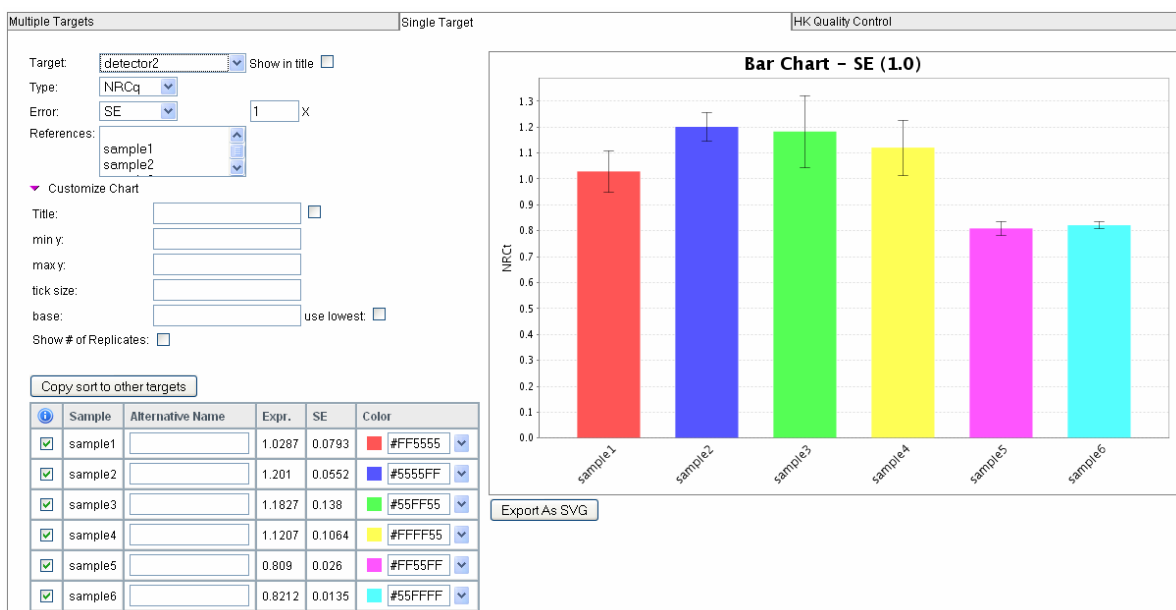 Multiple Targets
Single Target
HK Quality Control
Target: detector2 Show in title
Type: NRCq
Error: SE 1 X
References:
sample1
sample2
Customize Chart
Title:
min y:
max y:
tick size:
base: use lowest:
Show # of Replicates:
Copy sort to other targets
Sample Alternative Name Expr. SE Color
sample1 1.0287 0.0793 #FF5555
sample2 1.201 0.0552 #5555FF
sample3 1.1827 0.138 #55FF55
sample4 1.1207 0.1064 #FFFF55
sample5 0.809 0.026 #FF55FF
sample6 0.8212 0.0135 #55FFFF
Bar Chart - SE (1.0)
NRCt
1.3
1.2
1.1
1.0
0.9
0.8
0.7
0.6
0.5
0.4
0.3
0.2
0.1
0.0
sample1
sample2
sample3
sample4
sample5
sample6
Export As SVG